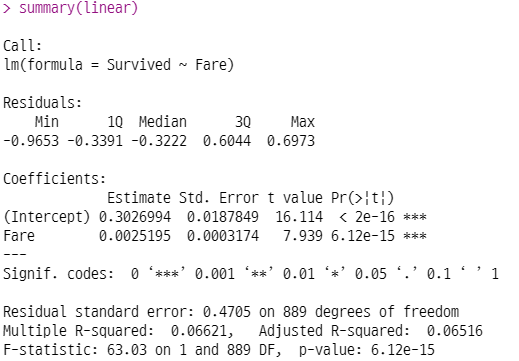 > summary(linear)
Call:
lm(formula = Survived ~ Fare)
Residuals:
    Min      1Q  Median      3Q     Max
-0.9653 -0.3391 -0.3222  0.6044  0.6973
Coefficients:
             Estimate Std. Error t value Pr(>¦t¦)
(Intercept) 0.3026994  0.0187849  16.114  < 2e-16 ***
Fare        0.0025195  0.0003174   7.939 6.12e-15 ***
---
Signif. codes:  0 ‘***’ 0.001 ‘**’ 0.01 ‘*’ 0.05 ‘.’ 0.1 ‘ ’ 1
Residual standard error: 0.4705 on 889 degrees of freedom
Multiple R-squared:  0.06621,	Adjusted R-squared:  0.06516
F-statistic: 63.03 on 1 and 889 DF,  p-value: 6.12e-15